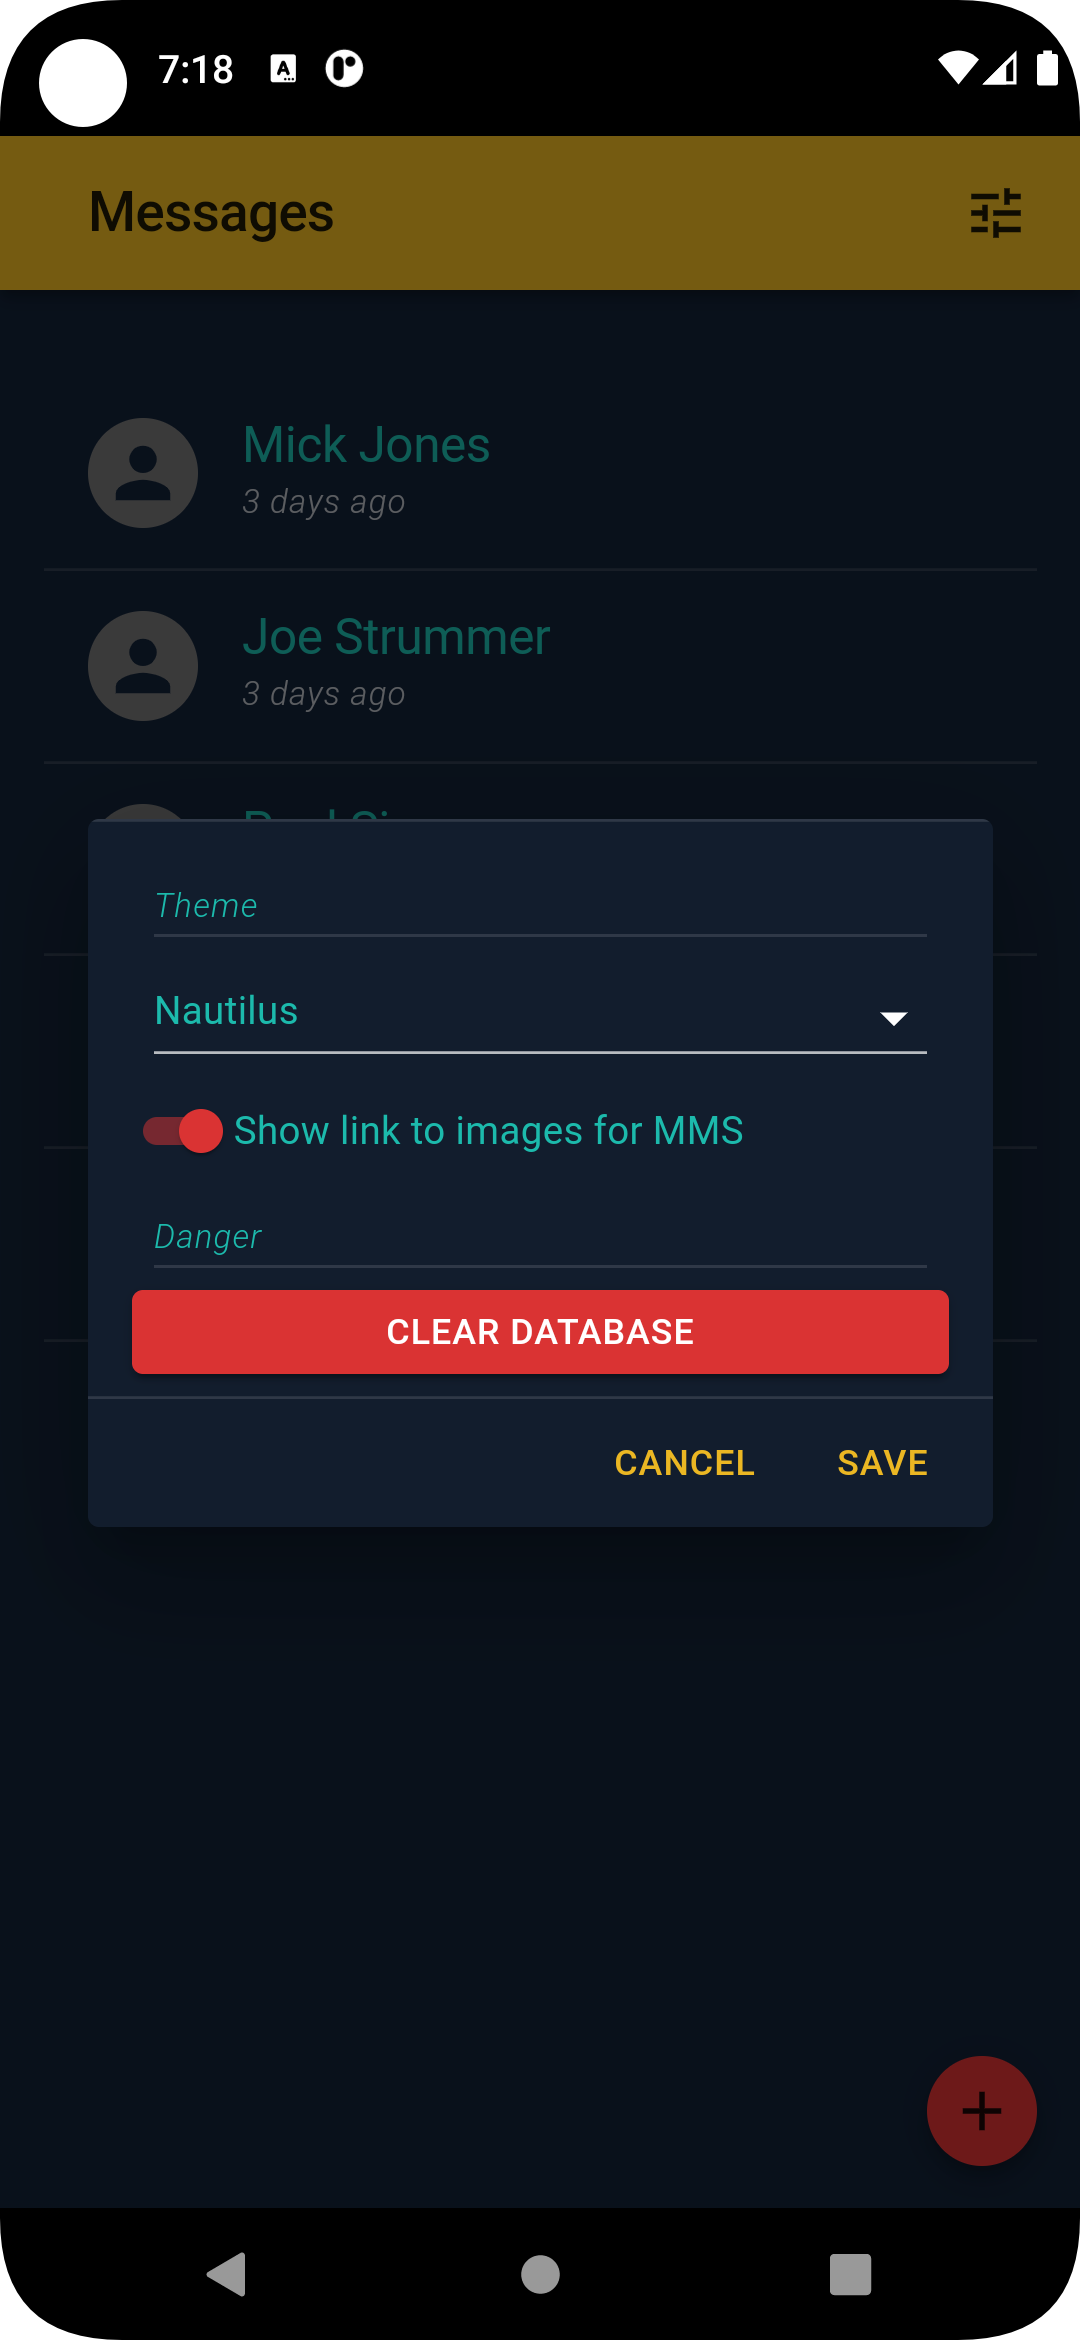 7:18
Messages
Mick Jones
3 days ago
Joe Strummer
3 days ago
Theme
Nautilus
Show link to images for MMS
Danger
CLEAR DATABASE
CANCEL
SAVE